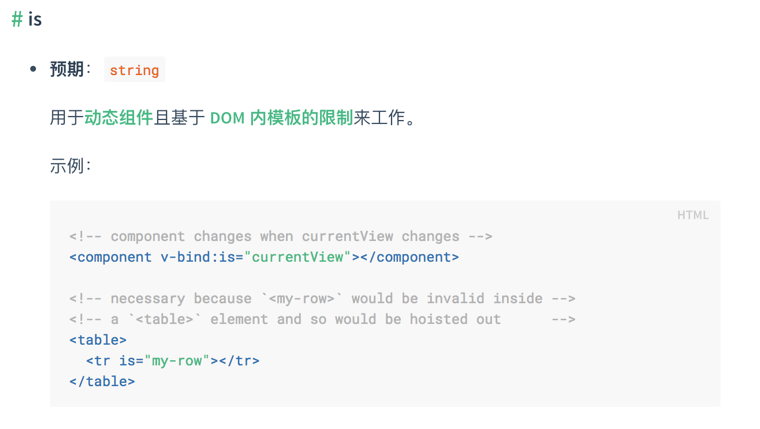 # is
• 预期： string
用于动态组件且基于 DOM 内模板的限制来工作。
示例：
HTML
<!-- component changes when currentView changes -->
<component v-bind:is="currentView"></component>
<!-- necessary because `<my-row>` would be invalid inside -->
<!-- a `<table>` element and so would be hoisted out      -->
<table>
  <tr is="my-row"></tr>
</table>